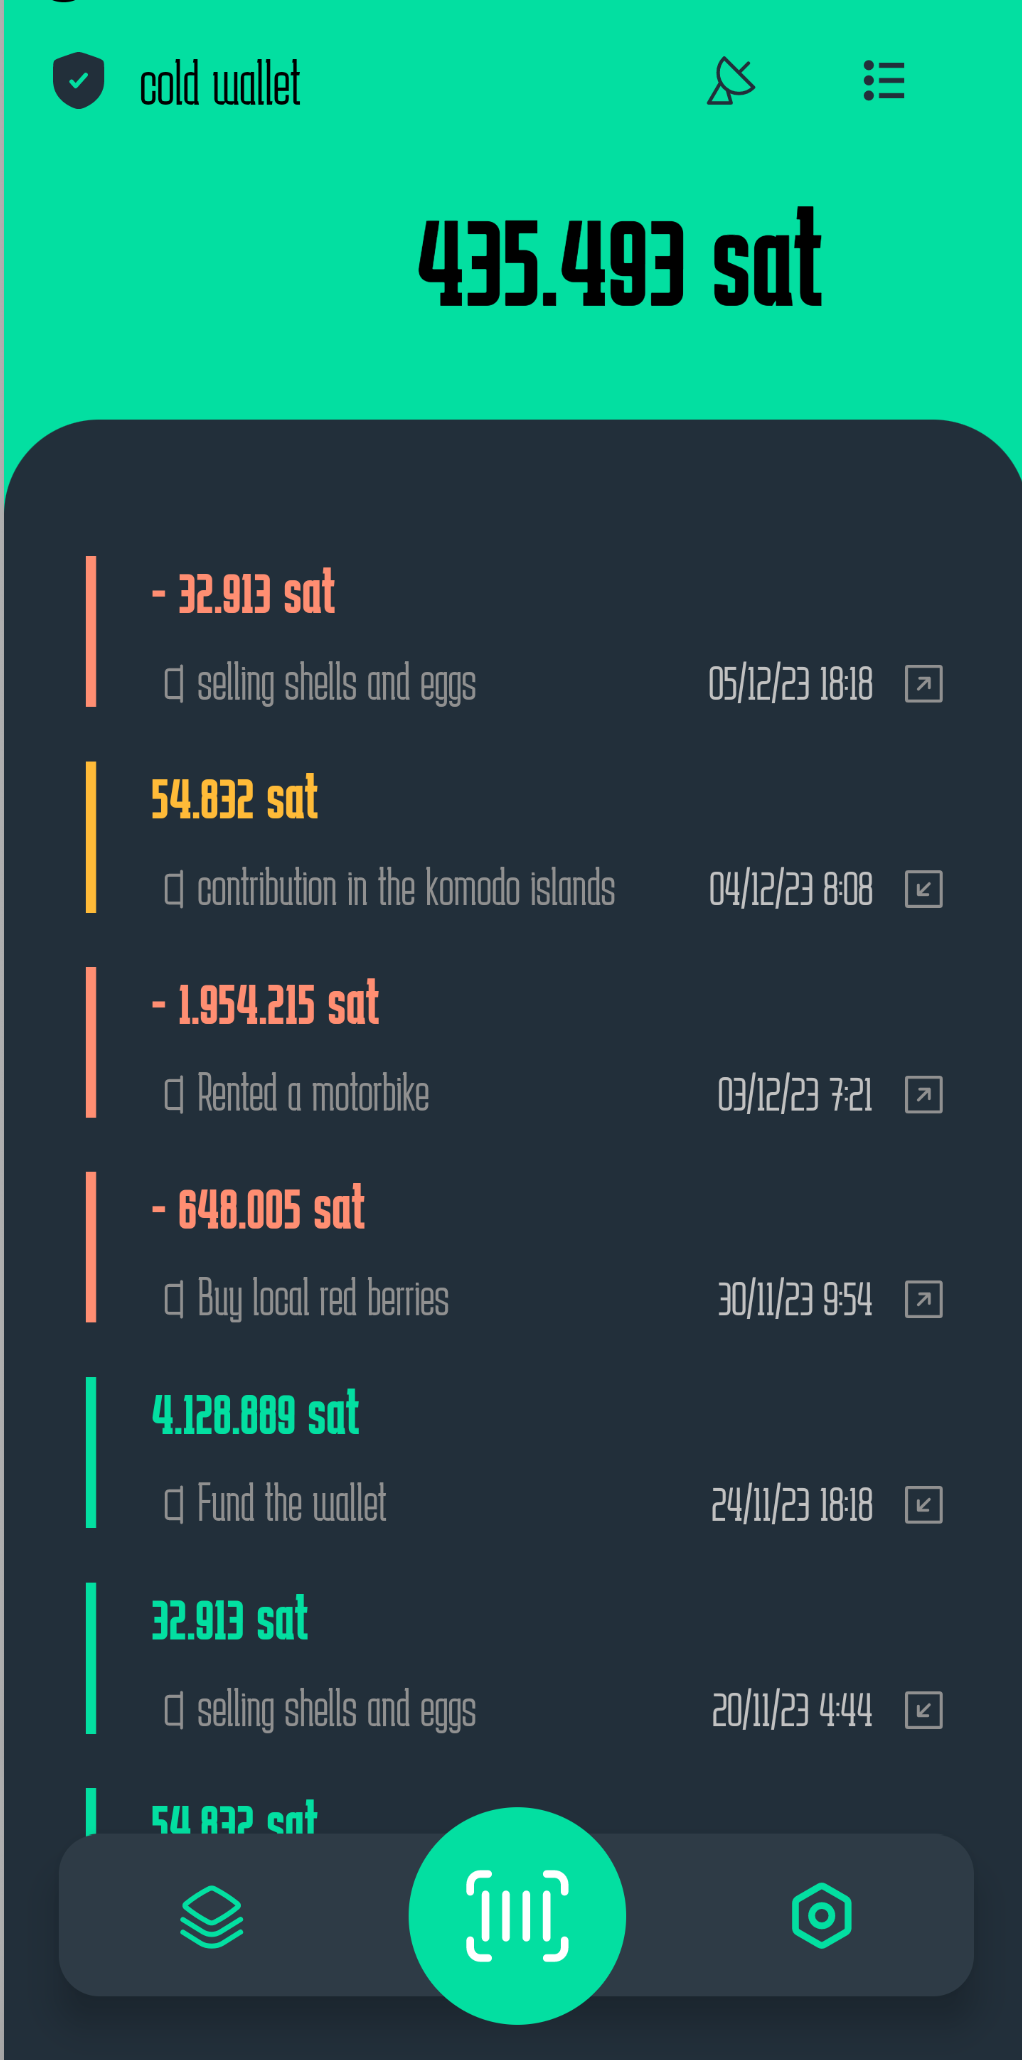 cold wallet
435.493 sat
- 32.913 sat
selling shells and eggs 05/12/23 18:18
54.832 sat
contribution in the komodo islands 04/12/23 8:08
- 1.954.215 sat
Rented a motorbike 03/12/23 7:21
- 648.005 sat
Buy local red berries 30/11/23 9:54
4.128.889 sat
Fund the wallet 24/11/23 18:18
32.913 sat
selling shells and eggs 20/11/23 4:44
54.832 sat